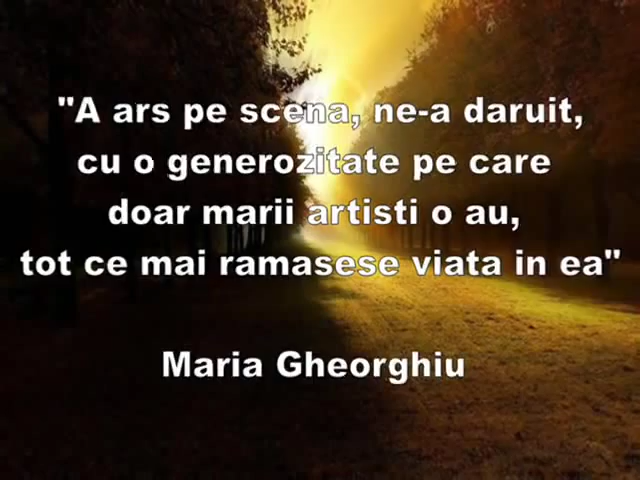 "A ars pe scena, ne-a daruit,
cu o generozitate pe care
doar marii artisti o au,
tot ce mai ramasese viata in ea"
Maria Gheorghiu